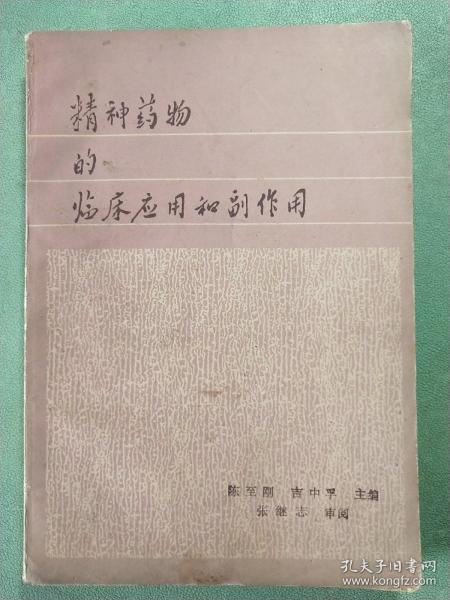 精神药物
的
临床应用和副作用
陈至刚 吉中孚 主编
张继志 审阅
孔夫子旧书网
www.kongfz.com